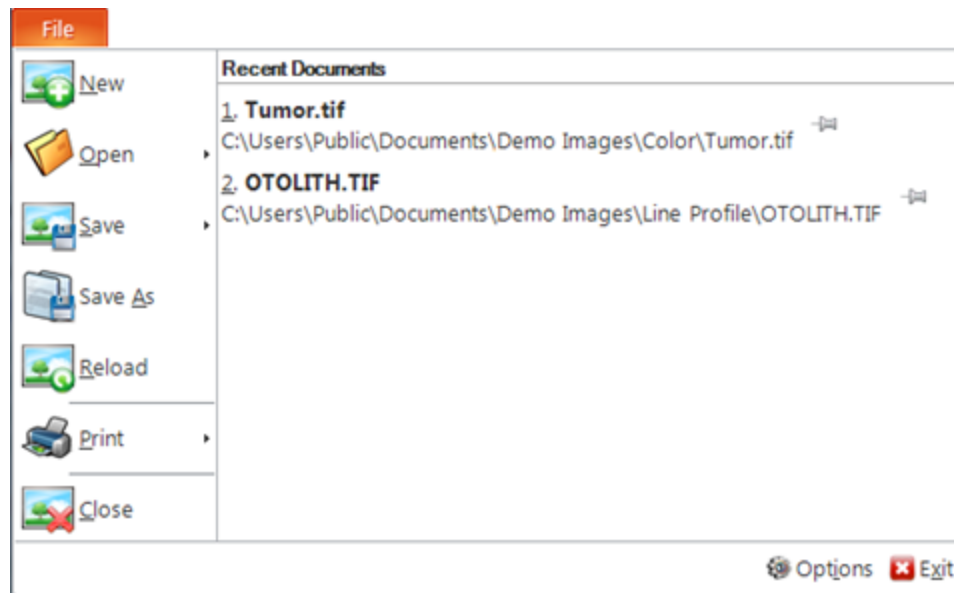 File
New
Open
Save
Save As
Reload
Print
Close
Recent Documents
1. Tumor.tif
C:\Users\Public\Documents\Demo Images\Color\Tumor.tif
2. OTOLITH.TIF
C:\Users\Public\Documents\Demo Images\Line Profile\OTOLITH.TIF
Options Exit